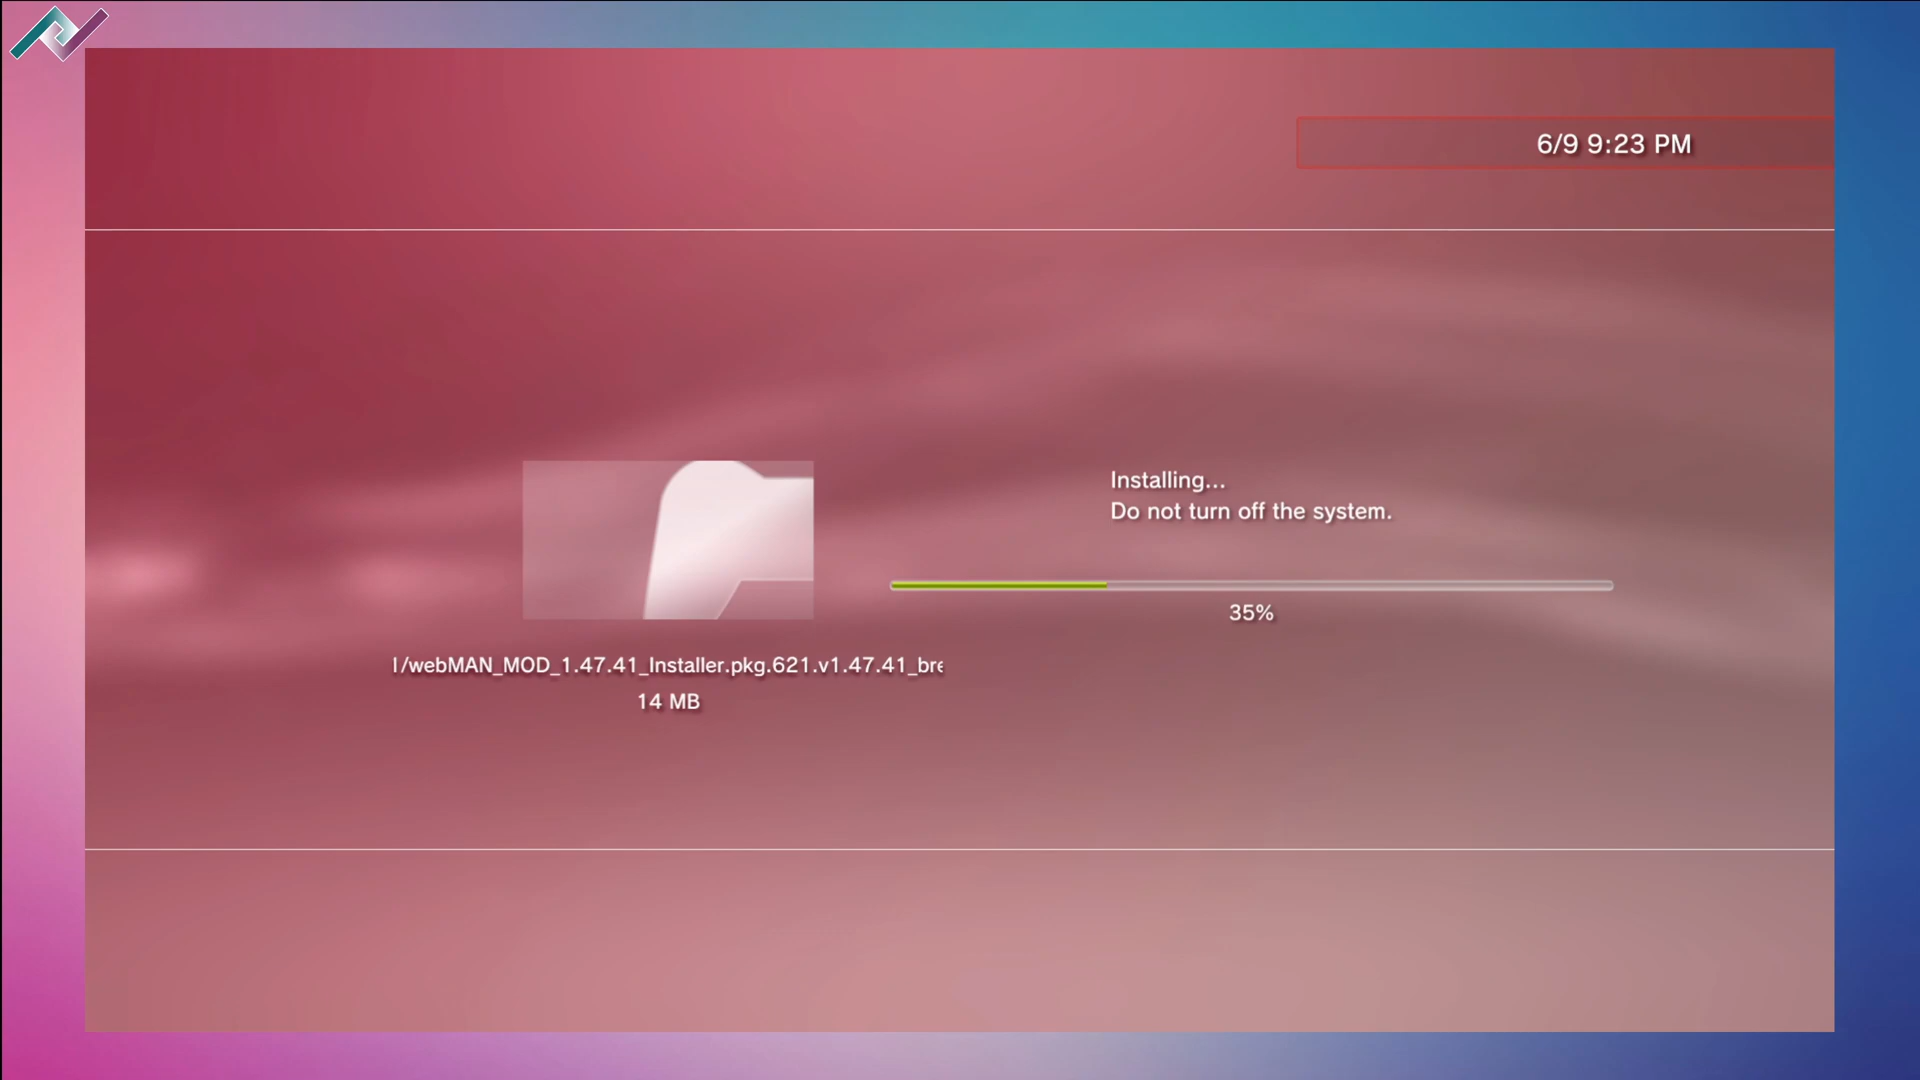 6/9 9:23 PM
Installing...
Do not turn off the system.
35%
/webMAN_MOD_1.47.41_Installer.pkg.621.v1.47.41_bre
14 MB